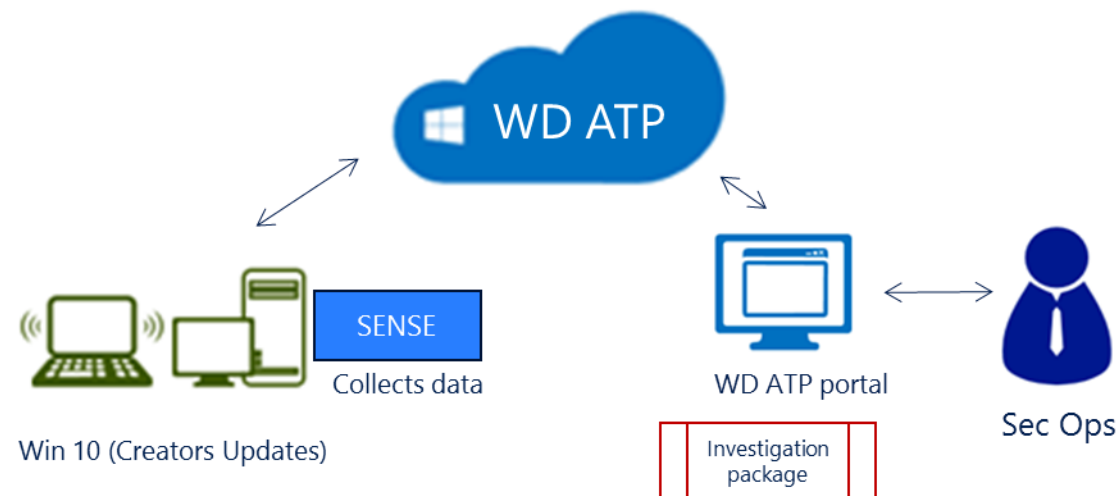 WD ATP
SENSE
Collects data
Win 10 (Creators Updates)
WD ATP portal
Investigation
package
Sec Ops